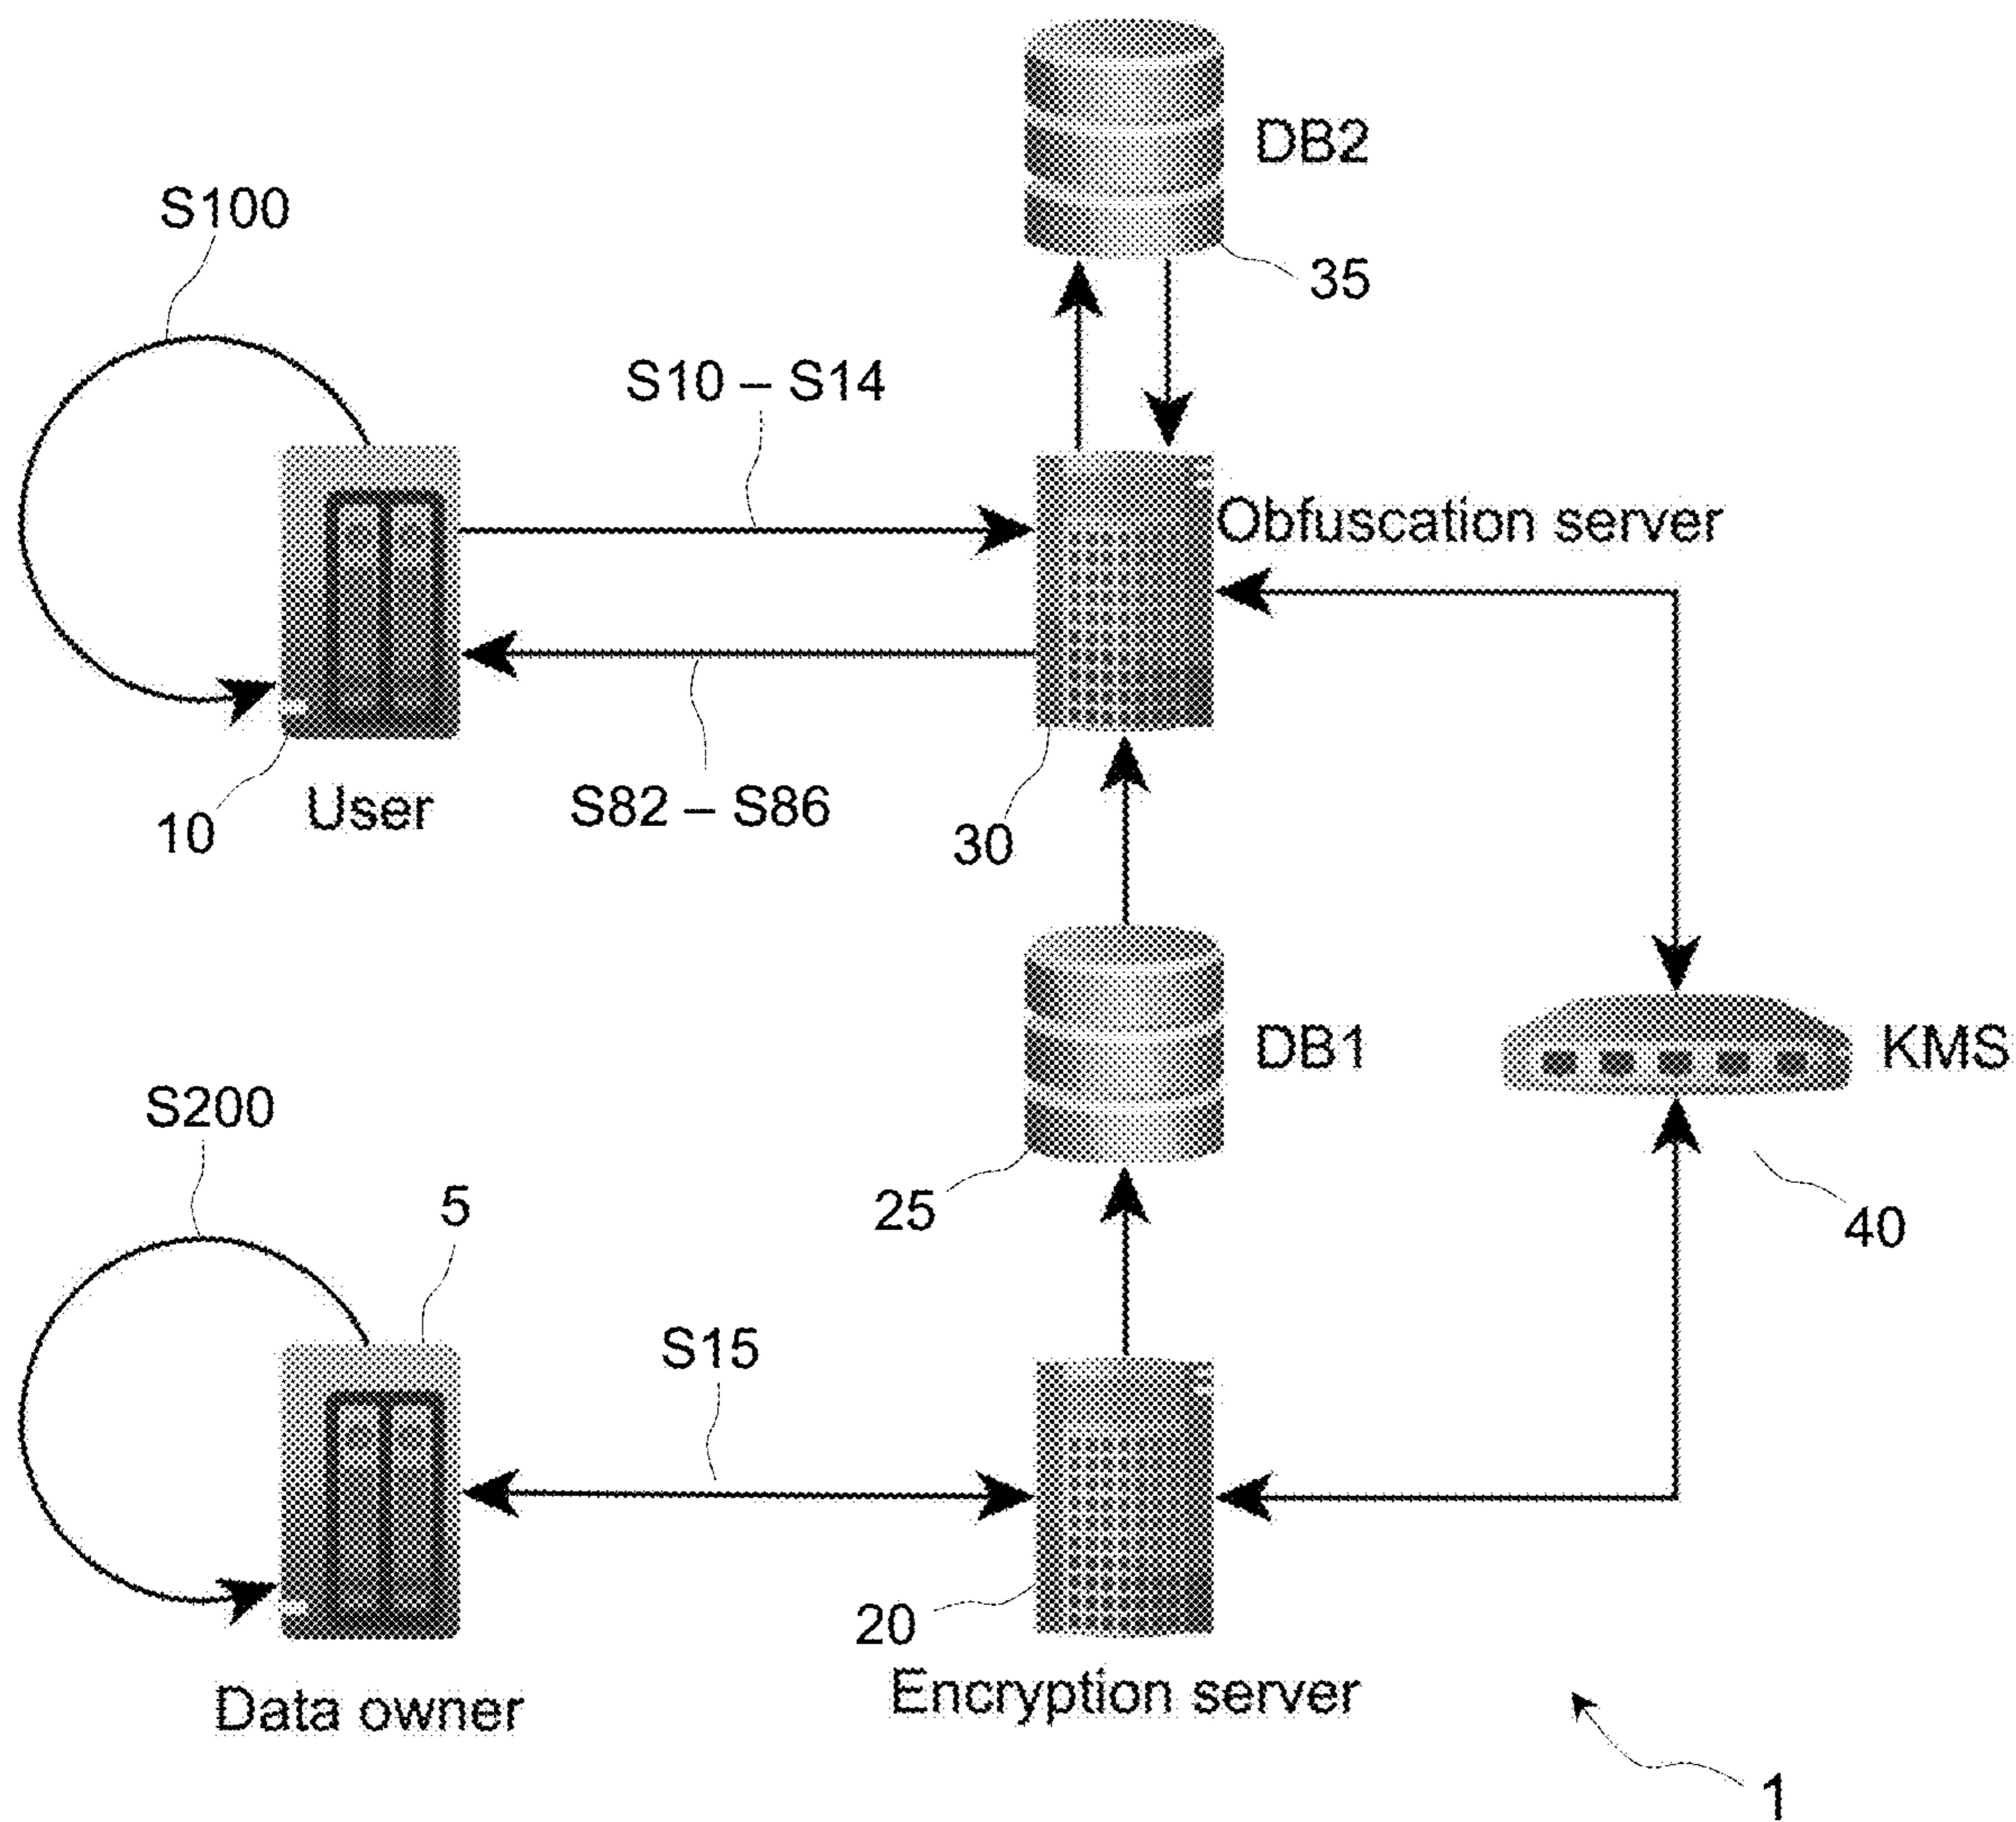 DB2
S100
35
S10 – S14
Obfuscation server
User
10
S82 – S86
30
DB1
KMS
S200
5
25
40
S15
20
Data owner
Encryption server
1